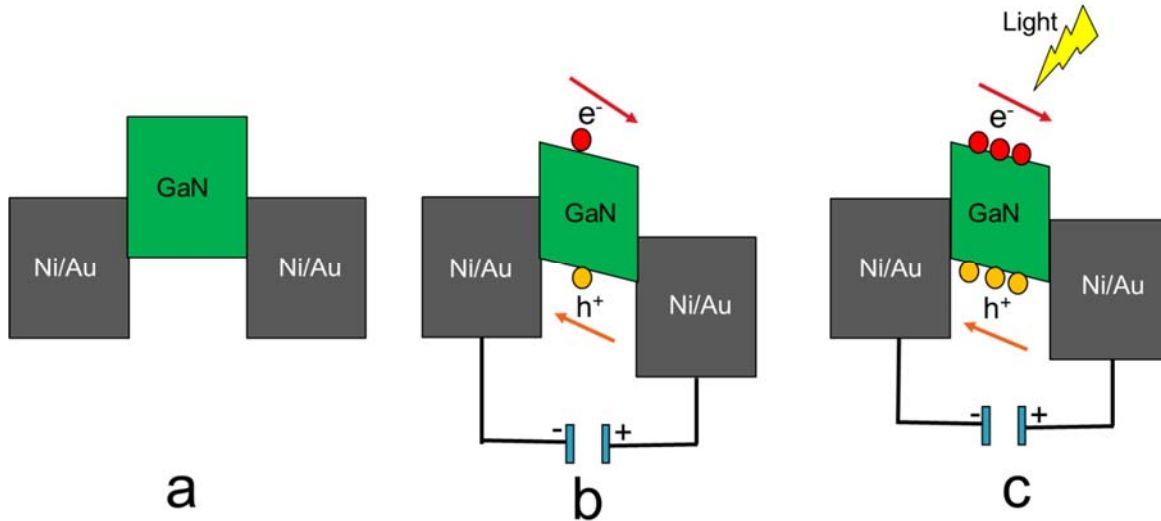 GaN
Ni/Au
Ni/Au
a
e⁻
GaN
Ni/Au
Ni/Au
h⁺
-
+
b
Light
e⁻
GaN
Ni/Au
Ni/Au
h⁺
-
+
c